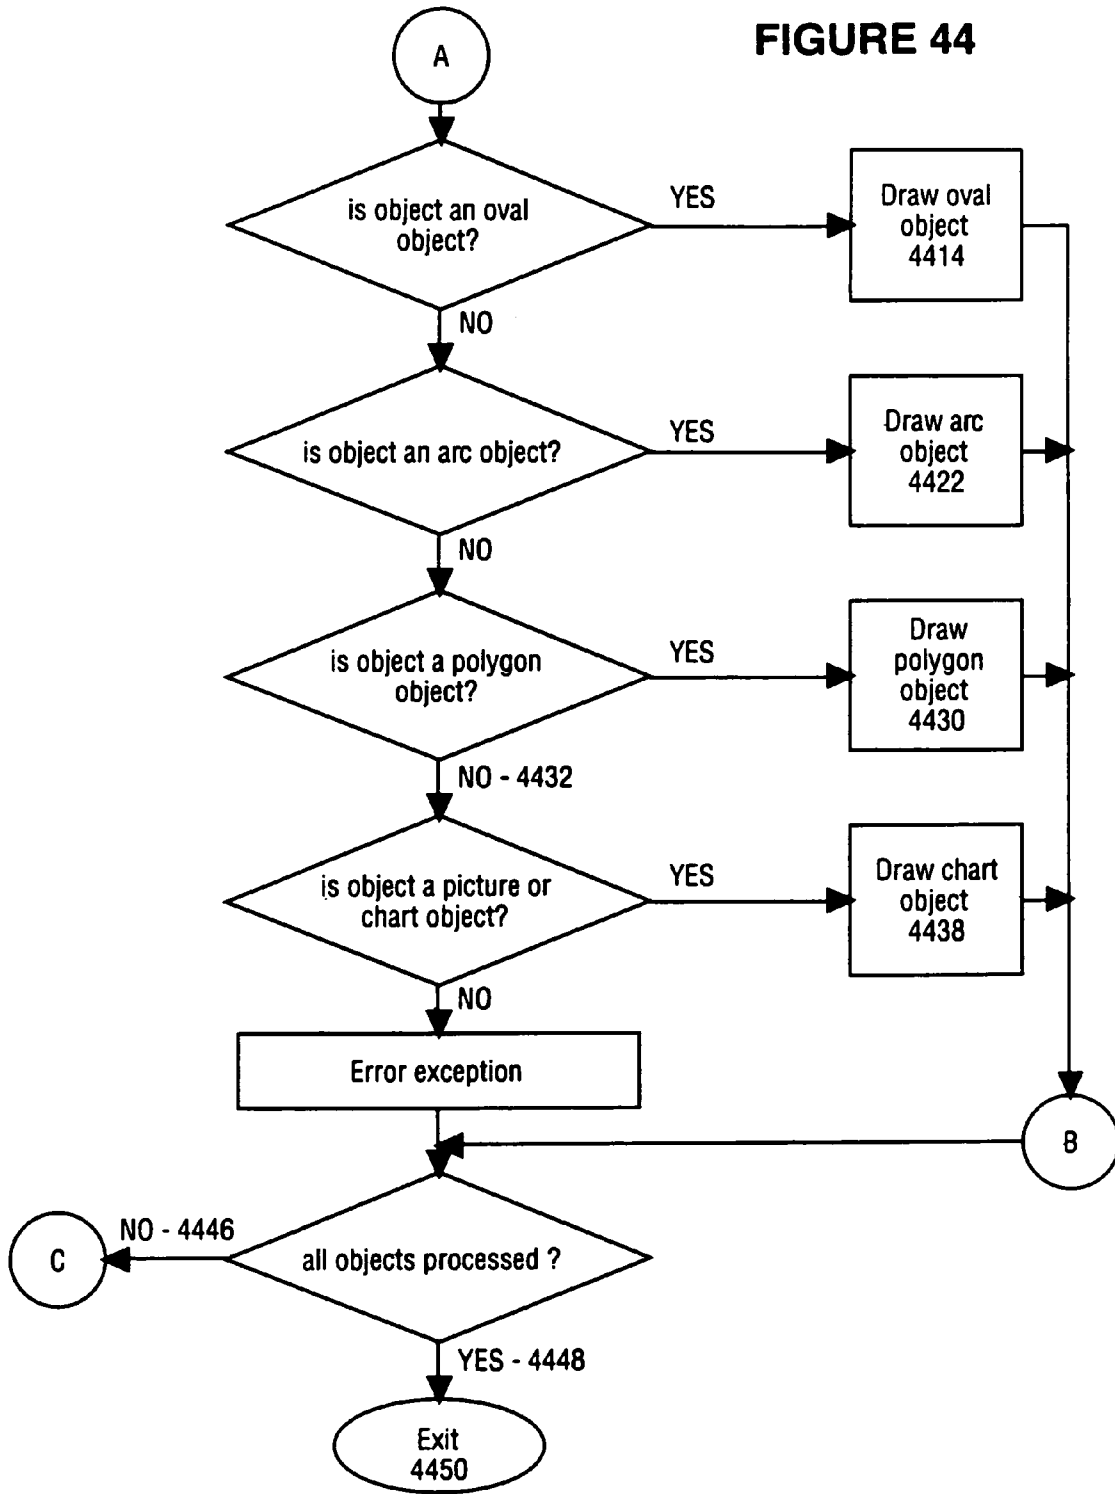 FIGURE 44
A
is object an oval
object?
YES
Draw oval
object
4414
NO
is object an arc object?
YES
Draw arc
object
4422
NO
is object a polygon
object?
YES
Draw
polygon
object
4430
NO - 4432
is object a picture or
chart object?
YES
Draw chart
object
4438
NO
Error exception
B
all objects processed ?
NO - 4446
C
YES - 4448
Exit
4450